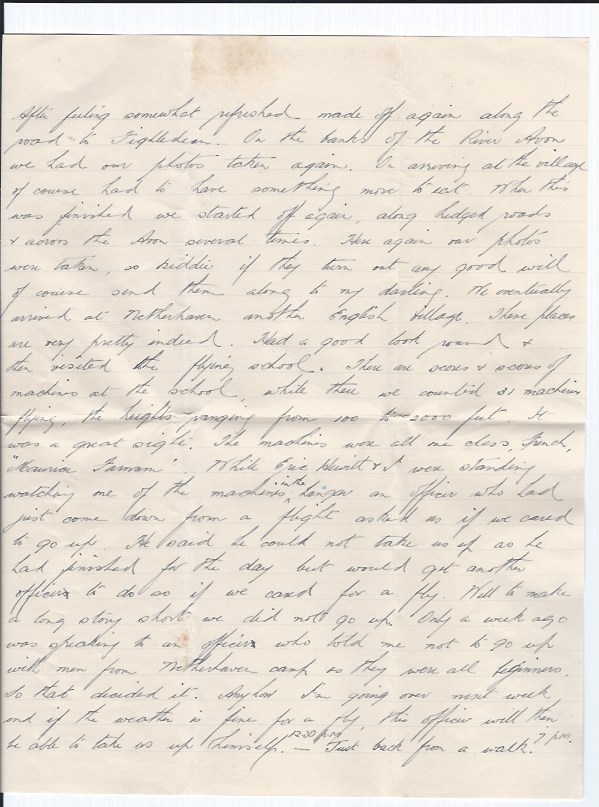 After feeling somewhat refreshed made off again along the
road to Figheldean. On the banks of the River Avon
we had our photos taken again. On arriving at the village
of course had to have something more to eat. When this
was finished we started off again, along hedged roads
& across the Avon several times. Here again our photos
were taken, so kiddie if they turn out any good will
of course send them along to my darling. We eventually
arrived at Netherhaven another English village. These places
are very pretty indeed. Had a good look round &
then visited the flying school. There are scores & scores of
machines at the school, while there we counted 31 machines
flying, the heights ranging from 100 to 2000 feet. It
was a great sight. The machines were all one class, French,
"Maurice Farman". While Eric Hewitt & I were standing
watching one of the machines in the hangar an officer who had
just come down from a flight asked us if we cared
to go up. He said he could not take us up as he
had finished for the day but would get another
officer to do so if we cared for a fly. Well to make
a long story short we did not go up. Only a week ago
was speaking to an officer who told me not to go up
with men from Netherhaven camp as they were all beginners.
So that decided it. Anyhow I'm going over next week
and if the weather is fine for a fly, this officer will then
be able to take us up himself. 12.30 p.m. — Just back from a walk. 7 p.m.